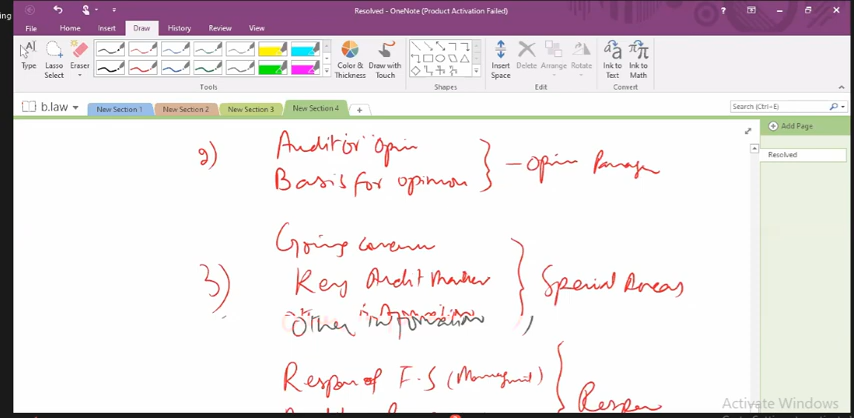 ing
Resolved - OneNote (Product Activation Failed)
File Home Insert Draw History Review View
Type Lasso Select Eraser Color & Thickness Draw with Touch Insert Space Delete Arrange Rotate Ink to Text Ink to Math
Tools Shapes Edit Convert
b.law New Section 1 New Section 2 New Section 3 New Section 4 + Search (Ctrl+E)
Add Page
Resolved
2) Auditor Opin
Basis for opinion } - Opin
3) Going concern
Key Audit Matter } Special Areas
Other information
Respon of F.S (
Respon
Activate Windows